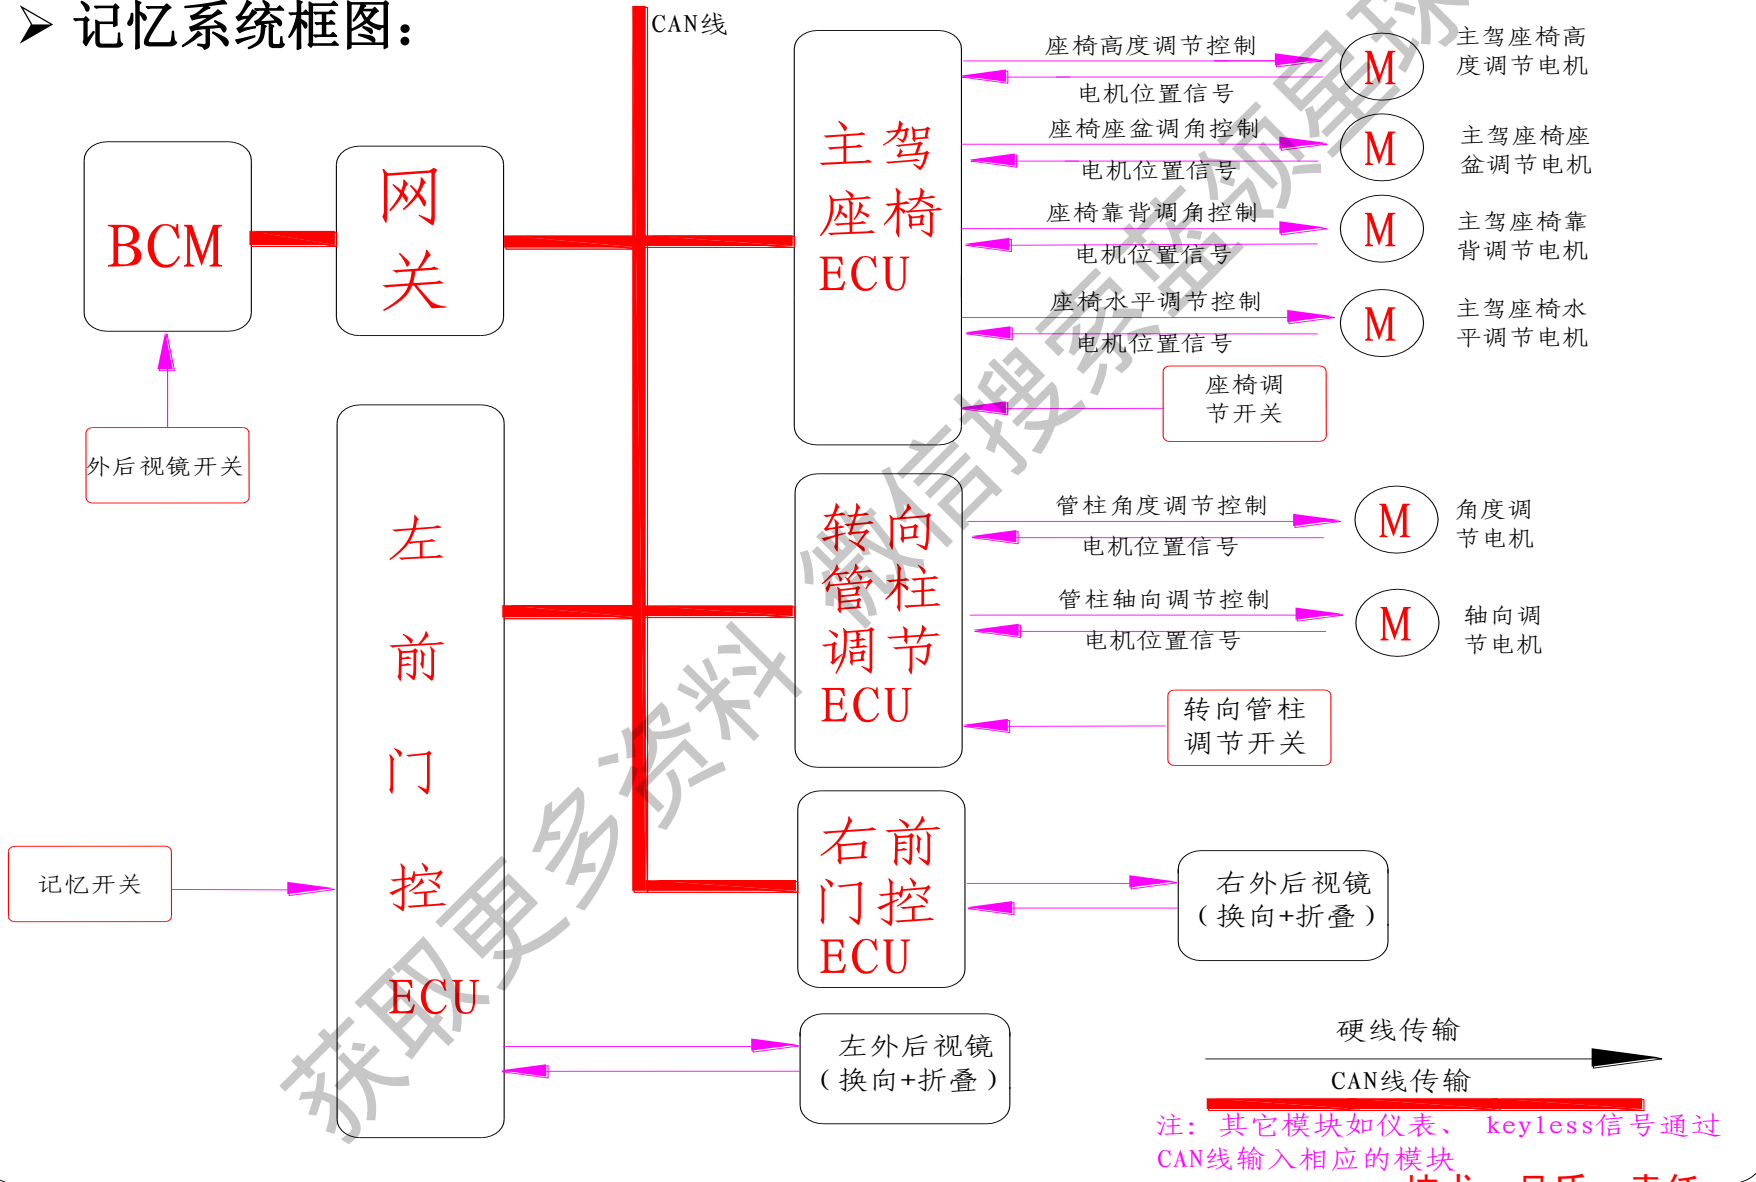 ➢ 记忆系统框图：
CAN线
BCM
网
关
外后视镜开关
主驾
座椅
ECU
座椅高度调节控制
电机位置信号
M
主驾座椅高
度调节电机
座椅座盆调角控制
电机位置信号
M
主驾座椅座
盆调节电机
座椅靠背调角控制
电机位置信号
M
主驾座椅靠
背调节电机
座椅水平调节控制
电机位置信号
M
主驾座椅水
平调节电机
座椅调
节开关
左
前
门
控
ECU
记忆开关
转向
管柱
调节
ECU
管柱角度调节控制
电机位置信号
M
角度调
节电机
管柱轴向调节控制
电机位置信号
M
轴向调
节电机
转向管柱
调节开关
右前
门控
ECU
右外后视镜
（换向+折叠）
左外后视镜
（换向+折叠）
硬线传输
CAN线传输
注: 其它模块如仪表、 keyless信号通过
CAN线输入相应的模块
技术 品质 责任
获取更多资料 微信搜索蓝领星球